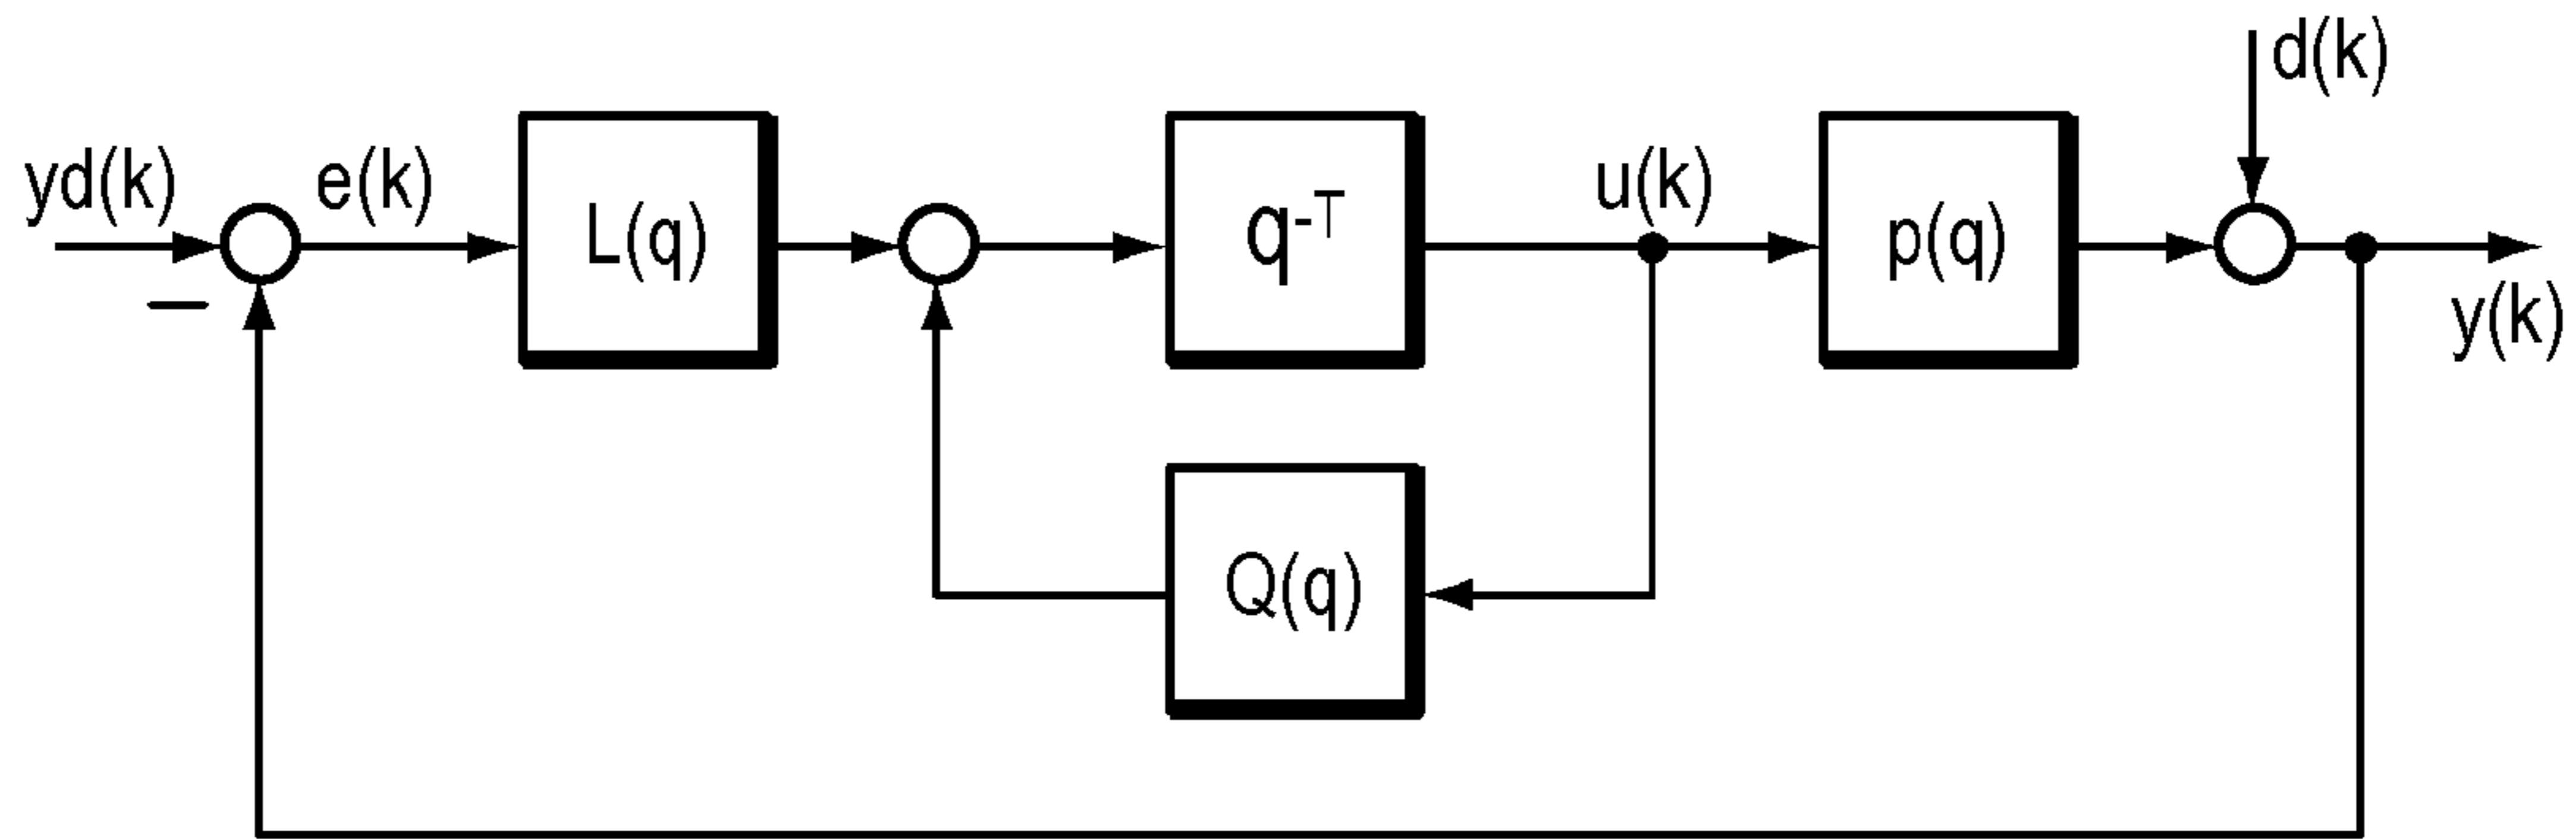 yd(k)
e(k)
L(q)
q-T
u(k)
p(q)
d(k)
y(k)
Q(q)
−